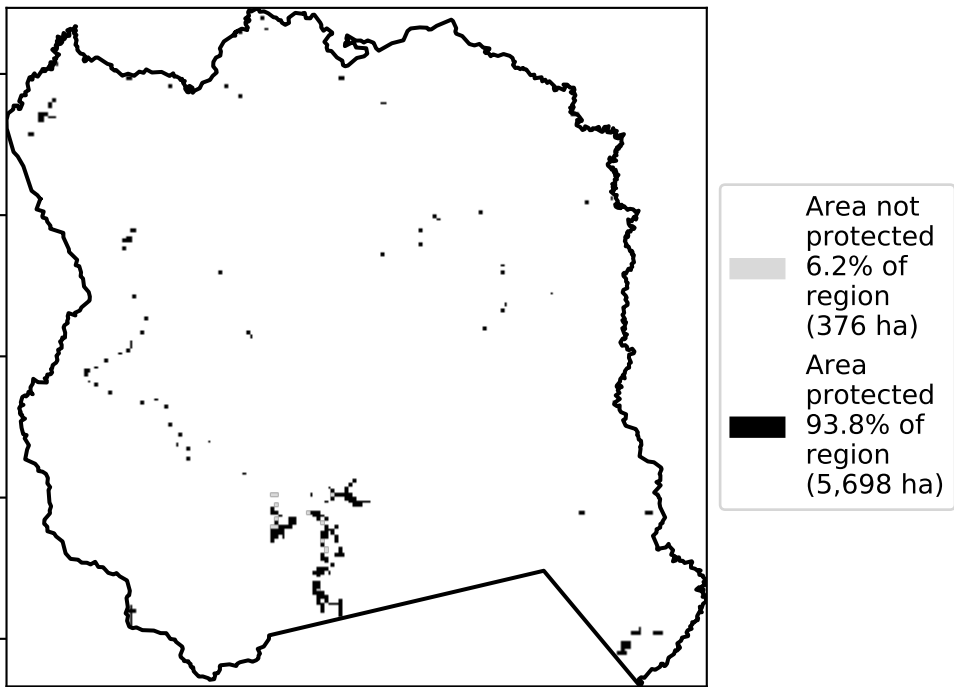 Area not
protected
6.2% of
region
(376 ha)
Area
protected
93.8% of
region
(5,698 ha)